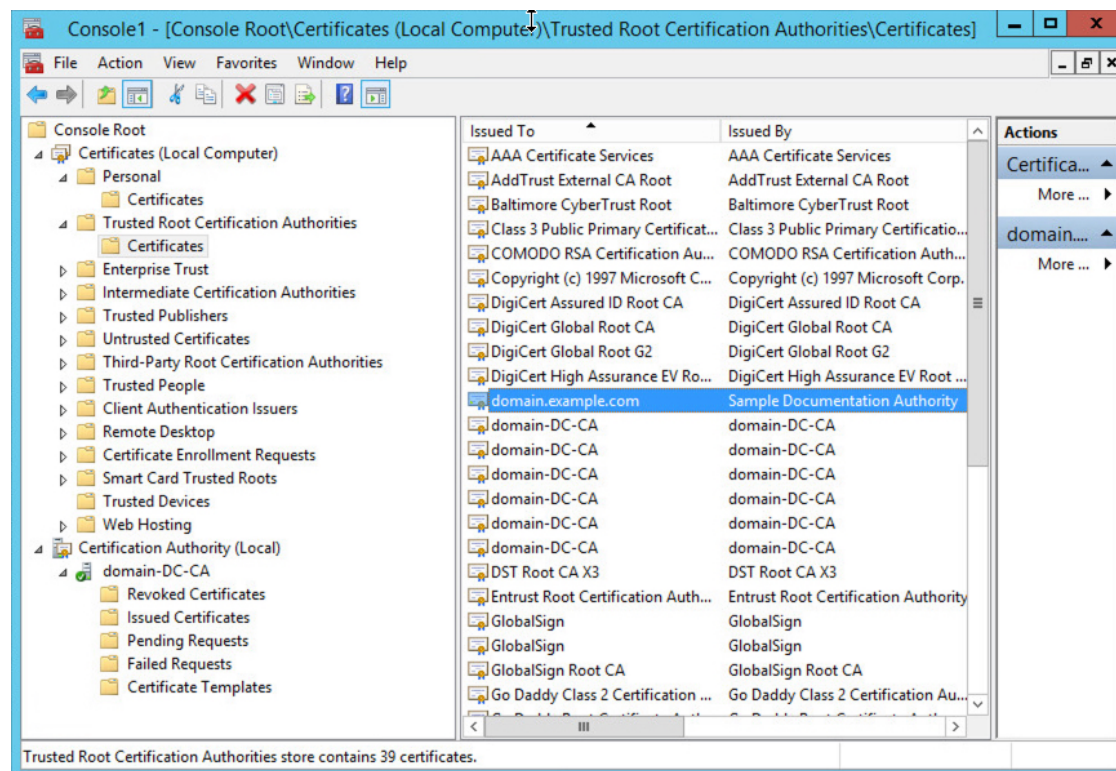 Console1 - [Console Root\Certificates (Local Computer)\Trusted Root Certification Authorities\Certificates]
File Action View Favorites Window Help
Console Root
Certificates (Local Computer)
Personal
Certificates
Trusted Root Certification Authorities
Certificates
Enterprise Trust
Intermediate Certification Authorities
Trusted Publishers
Untrusted Certificates
Third-Party Root Certification Authorities
Trusted People
Client Authentication Issuers
Remote Desktop
Certificate Enrollment Requests
Smart Card Trusted Roots
Trusted Devices
Web Hosting
Certification Authority (Local)
domain-DC-CA
Revoked Certificates
Issued Certificates
Pending Requests
Failed Requests
Certificate Templates
Issued To Issued By
AAA Certificate Services AAA Certificate Services
AddTrust External CA Root AddTrust External CA Root
Baltimore CyberTrust Root Baltimore CyberTrust Root
Class 3 Public Primary Certificat... Class 3 Public Primary Certificatio...
COMODO RSA Certification Au... COMODO RSA Certification Auth...
Copyright (c) 1997 Microsoft C... Copyright (c) 1997 Microsoft Corp.
DigiCert Assured ID Root CA DigiCert Assured ID Root CA
DigiCert Global Root CA DigiCert Global Root CA
DigiCert Global Root G2 DigiCert Global Root G2
DigiCert High Assurance EV Ro... DigiCert High Assurance EV Root ...
domain.example.com Sample Documentation Authority
domain-DC-CA domain-DC-CA
domain-DC-CA domain-DC-CA
domain-DC-CA domain-DC-CA
domain-DC-CA domain-DC-CA
domain-DC-CA domain-DC-CA
domain-DC-CA domain-DC-CA
DST Root CA X3 DST Root CA X3
Entrust Root Certification Auth... Entrust Root Certification Authority
GlobalSign GlobalSign
GlobalSign GlobalSign
GlobalSign Root CA GlobalSign Root CA
Go Daddy Class 2 Certification ... Go Daddy Class 2 Certification Au...
Actions
Certifica...
More ...
domain....
More ...
Trusted Root Certification Authorities store contains 39 certificates.